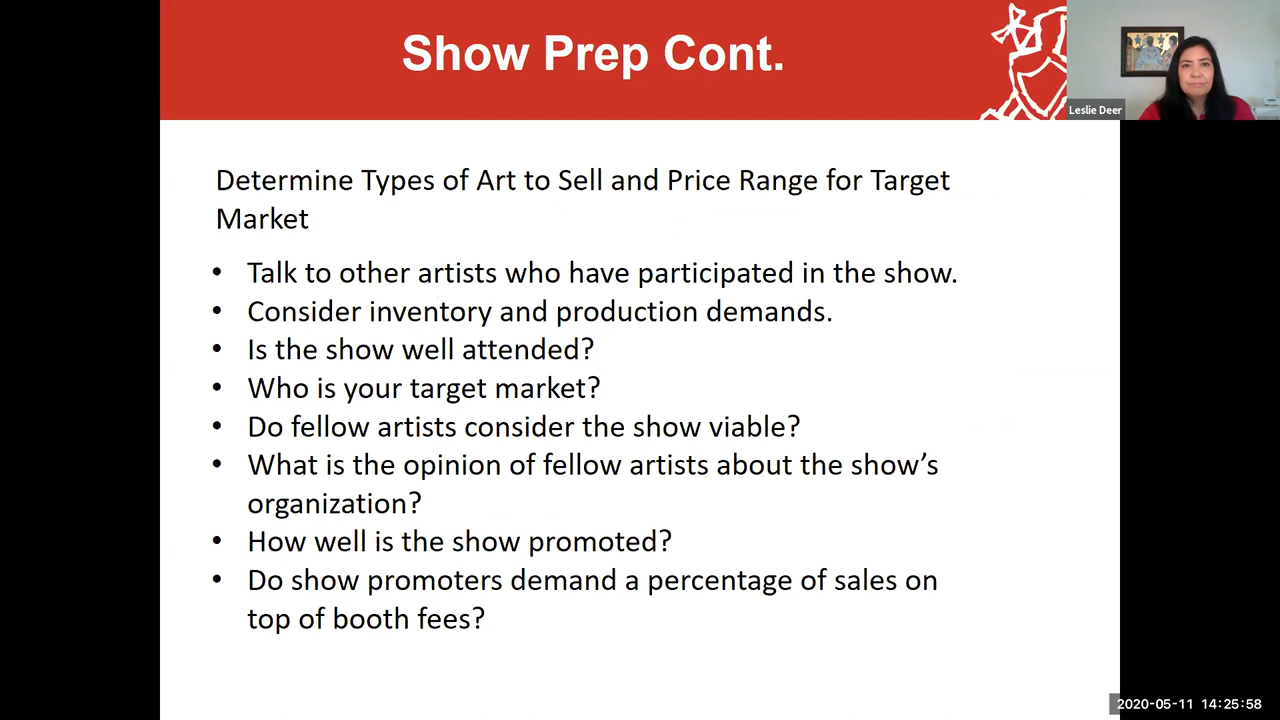 Show Prep Cont.
Leslie Deer
Determine Types of Art to Sell and Price Range for Target
Market
• Talk to other artists who have participated in the show.
• Consider inventory and production demands.
• Is the show well attended?
• Who is your target market?
• Do fellow artists consider the show viable?
• What is the opinion of fellow artists about the show’s
organization?
• How well is the show promoted?
• Do show promoters demand a percentage of sales on
top of booth fees?
2020-05-11 14:25:58